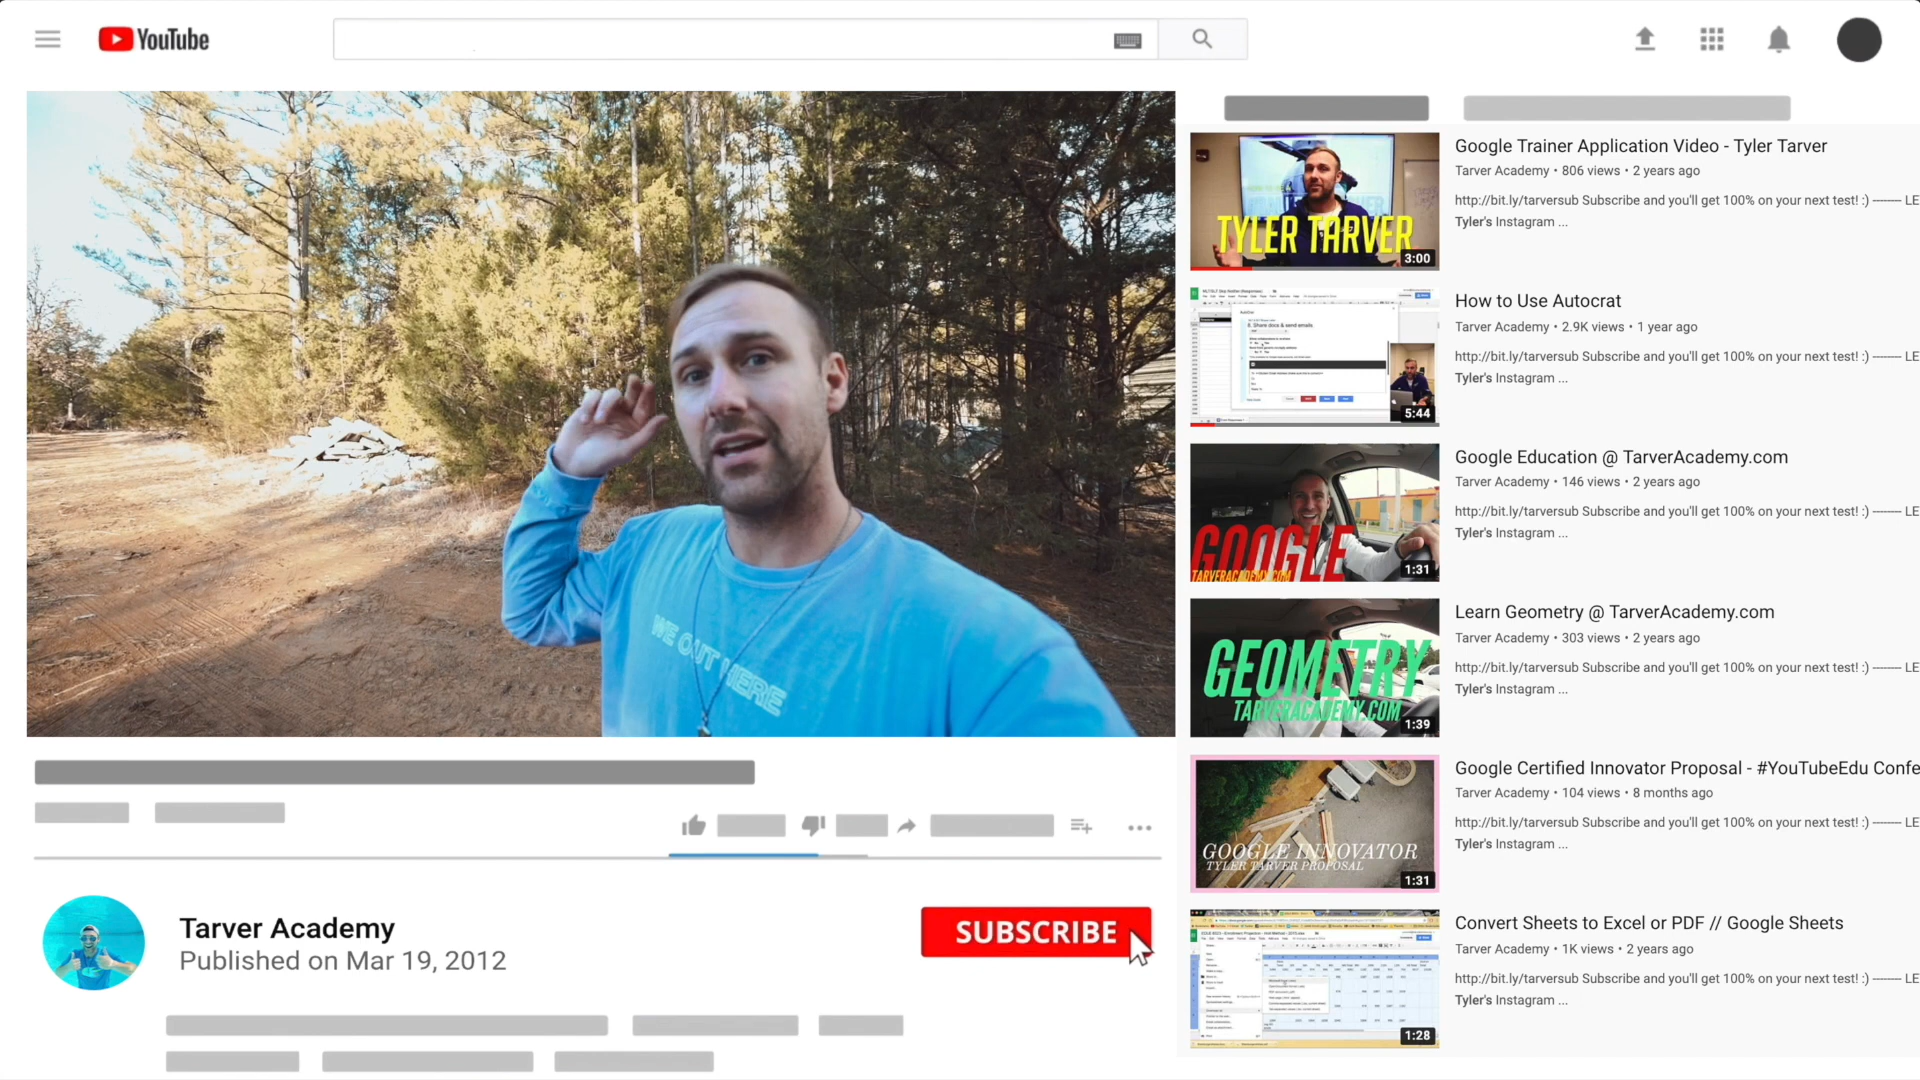 YouTube
WE OUT HERE
Tarver Academy
Published on Mar 19, 2012
SUBSCRIBE
TYLER TARVER
3:00
Google Trainer Application Video - Tyler Tarver
Tarver Academy • 806 views • 2 years ago
http://bit.ly/tarversub Subscribe and you'll get 100% on your next test! :) -------- LE
Tyler's Instagram ...
8. Share docs & send emails
5:44
How to Use Autocrat
Tarver Academy • 2.9K views • 1 year ago
http://bit.ly/tarversub Subscribe and you'll get 100% on your next test! :) -------- LE
Tyler's Instagram ...
GOOGLE
TARVERACADEMY.COM
1:31
Google Education @ TarverAcademy.com
Tarver Academy • 146 views • 2 years ago
http://bit.ly/tarversub Subscribe and you'll get 100% on your next test! :) -------- LE
Tyler's Instagram ...
GEOMETRY
TARVERACADEMY.COM
1:39
Learn Geometry @ TarverAcademy.com
Tarver Academy • 303 views • 2 years ago
http://bit.ly/tarversub Subscribe and you'll get 100% on your next test! :) -------- LE
Tyler's Instagram ...
GOOGLE INNOVATOR
TYLER TARVER PROPOSAL
1:31
Google Certified Innovator Proposal - #YouTubeEdu Confe
Tarver Academy • 104 views • 8 months ago
http://bit.ly/tarversub Subscribe and you'll get 100% on your next test! :) -------- LE
Tyler's Instagram ...
1:28
Convert Sheets to Excel or PDF // Google Sheets
Tarver Academy • 1K views • 2 years ago
http://bit.ly/tarversub Subscribe and you'll get 100% on your next test! :) -------- LE
Tyler's Instagram ...